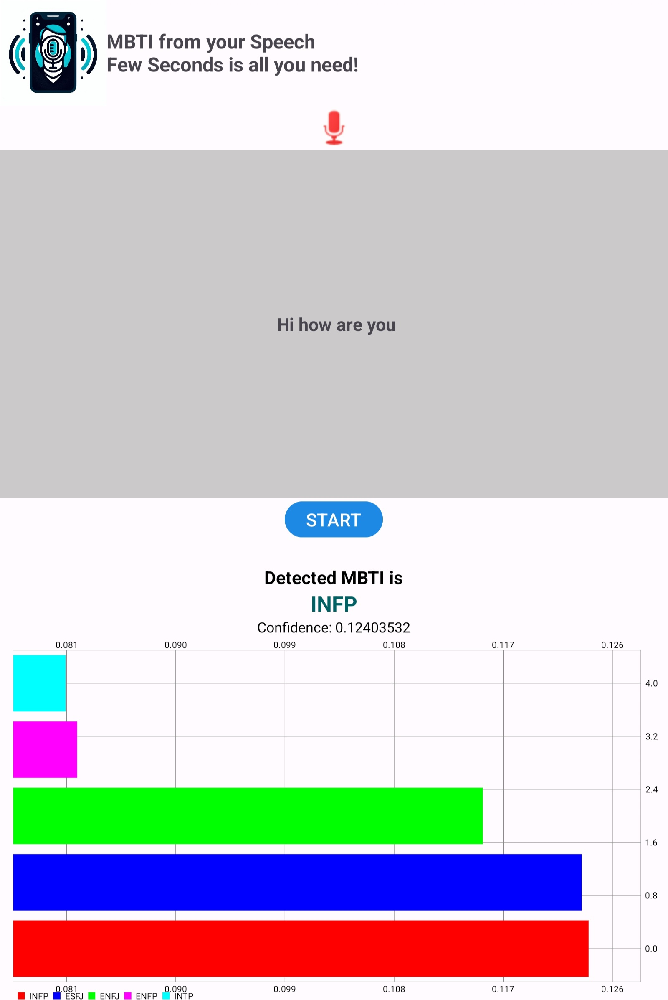 MBTI from your Speech
Few Seconds is all you need!
Hi how are you
START
Detected MBTI is
INFP
Confidence: 0.12403532
0.081 0.090 0.099 0.108 0.117 0.126
4.0
3.2
2.4
1.6
0.8
0.0
0.081 0.090 0.099 0.108 0.117 0.126
INFP ESFJ ENFJ ENFP INTP